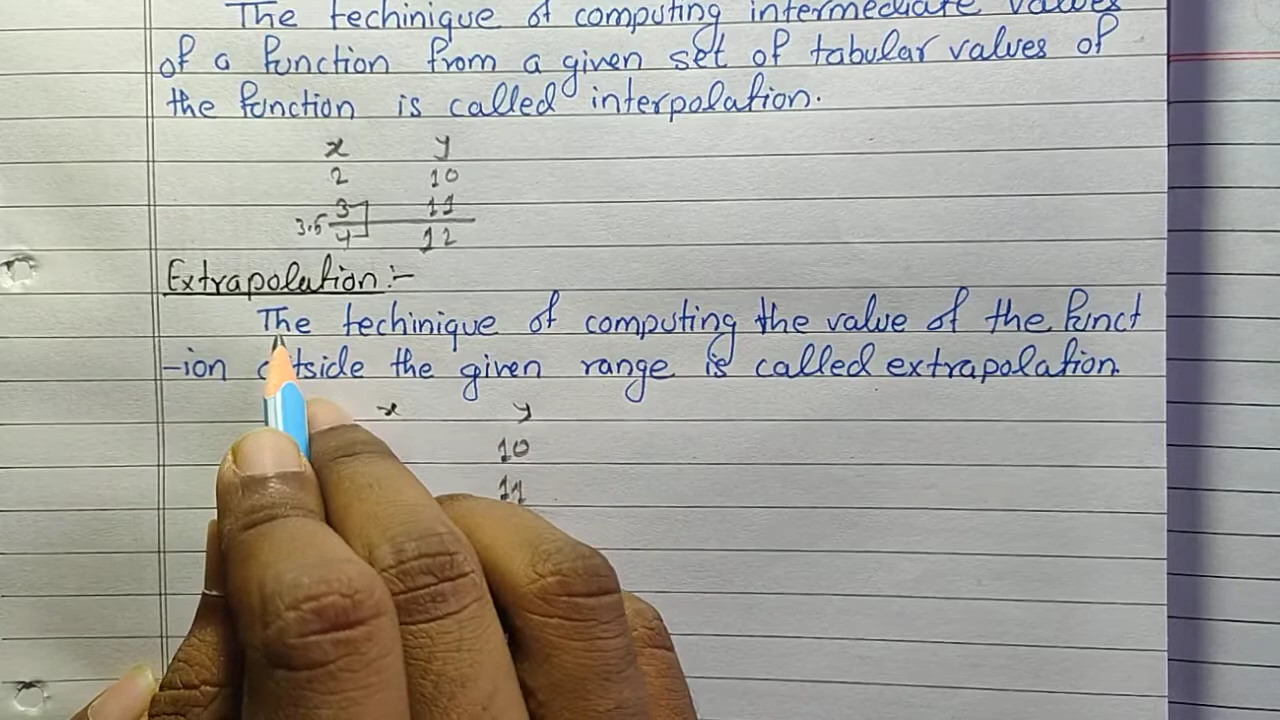 The techinique of computing intermediate values
of a function from a given set of tabular values of
the function is called interpolation.
x y
2 10
3 11
3.5
4 12
Extrapolation:-
The techinique of computing the value of the funct
-ion outside the given range is called extrapolation.
x y
10
11